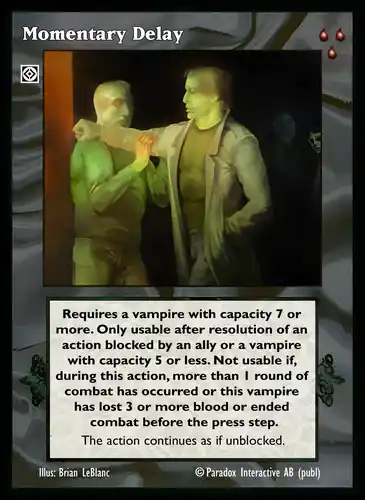 Momentary Delay
Requires a vampire with capacity 7 or
more. Only usable after resolution of an
action blocked by an ally or a vampire
with capacity 5 or less. Not usable if,
during this action, more than 1 round of
combat has occurred or this vampire
has lost 3 or more blood or ended
combat before the press step.
The action continues as if unblocked.
Illus: Brian LeBlanc © Paradox Interactive AB (publ)